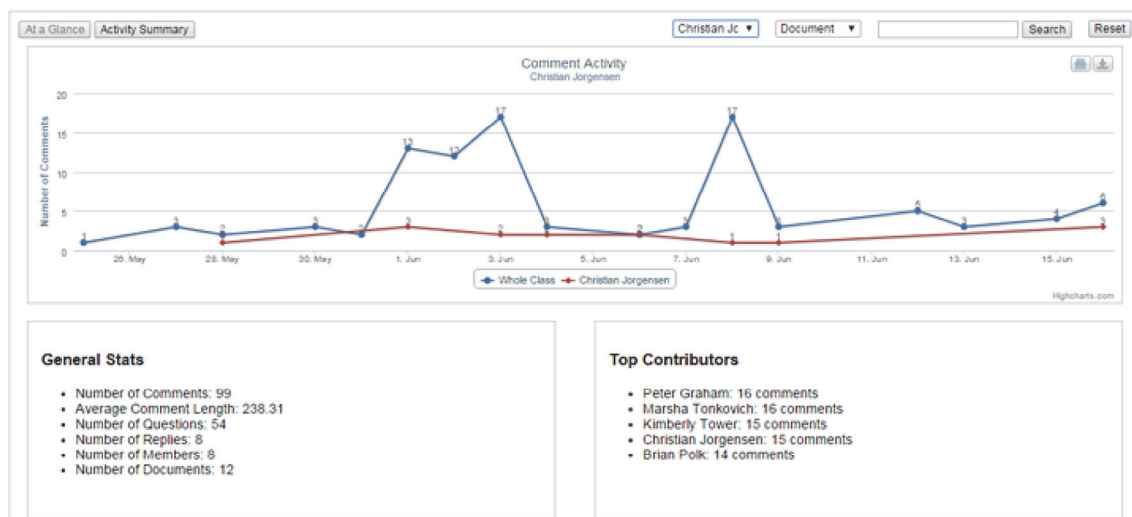 At a Glance Activity Summary Christian Jc Document Search Reset
Comment Activity
Christian Jorgensen
Number of Comments
20
15
10
5
0
1 3 2 3 2 13 12 17 3 2 3 17 3 5 3 4 6
1 3 2 2 1 1 3
26. May 28. May 30. May 1. Jun 3. Jun 5. Jun 7. Jun 9. Jun 11. Jun 13. Jun 15. Jun
Whole Class Christian Jorgensen
Highcharts.com
General Stats
• Number of Comments: 99
• Average Comment Length: 238.31
• Number of Questions: 54
• Number of Replies: 8
• Number of Members: 8
• Number of Documents: 12
Top Contributors
• Peter Graham: 16 comments
• Marsha Tonkovich: 16 comments
• Kimberly Tower: 15 comments
• Christian Jorgensen: 15 comments
• Brian Polk: 14 comments